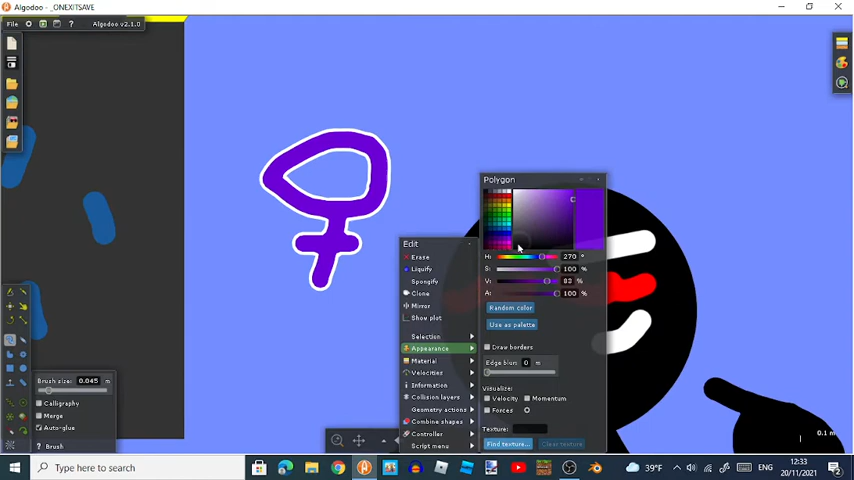 Algodoo - _ONEXITSAVE
File
?
Algodoo v2.1.0
Polygon
H: 270 °
S: 100 %
V: 83 %
A: 100 %
Random color
Use as palette
Draw borders
Edge blur: 0 m
Visualize:
Velocity
Momentum
Forces
Texture:
Find texture...
Clear texture
Edit
Erase
Liquify
Spongify
Clone
Mirror
Show plot
Selection
Appearance
Material
Velocities
Information
Collision layers
Geometry actions
Combine shapes
Controller
Script menu
Brush size: 0.045 m
Calligraphy
Merge
Auto-glue
? Brush
0.1 m
Type here to search
39°F
ENG
12:33
20/11/2021
2